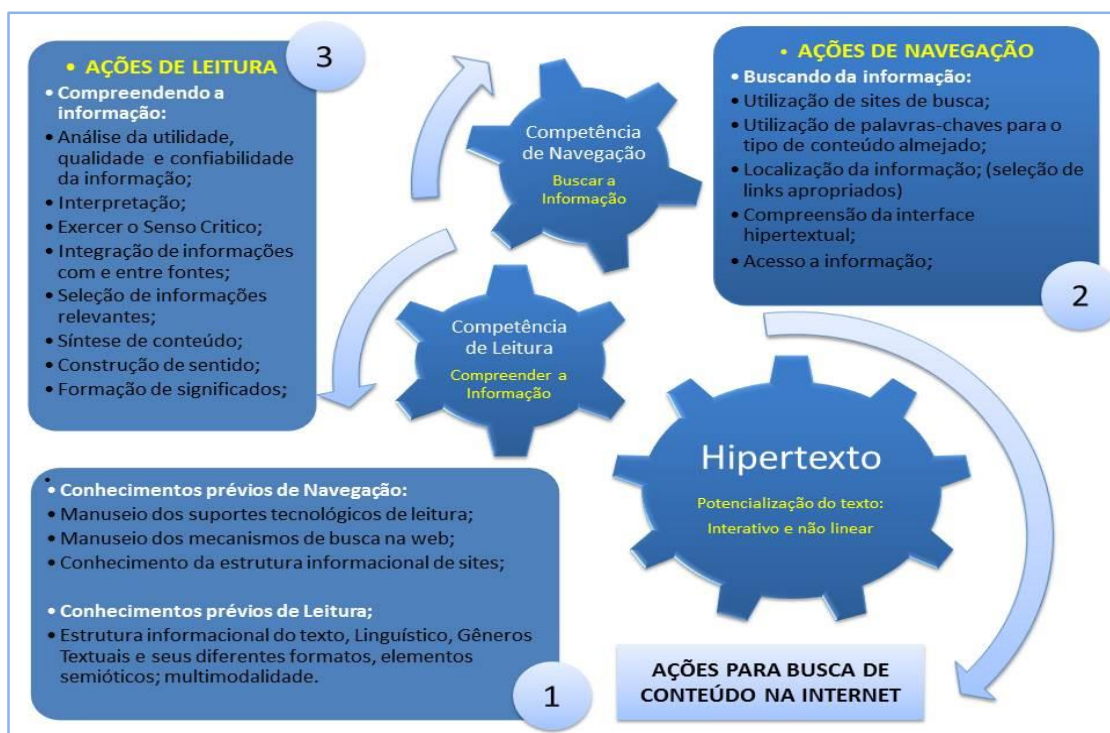 3
• AÇÕES DE LEITURA
• Compreendendo a
informação:
• Análise da utilidade,
qualidade e confiabilidade
da informação;
• Interpretação;
• Exercer o Senso Critico;
• Integração de informações
com e entre fontes;
• Seleção de informações
relevantes;
• Síntese de conteúdo;
• Construção de sentido;
• Formação de significados;
Competência
de Navegação
Buscar a
Informação
• AÇÕES DE NAVEGAÇÃO
• Buscando da informação:
• Utilização de sites de busca;
• Utilização de palavras-chaves para o
tipo de conteúdo almejado;
• Localização da informação; (seleção de
links apropriados)
• Compreensão da interface
hipertextual;
• Acesso a informação;
2
Competência
de Leitura
Compreender a
Informação
Hipertexto
Potencialização do texto:
Interativo e não linear
•
• Conhecimentos prévios de Navegação:
• Manuseio dos suportes tecnológicos de leitura;
• Manuseio dos mecanismos de busca na web;
• Conhecimento da estrutura informacional de sites;
• Conhecimentos prévios de Leitura;
• Estrutura informacional do texto, Linguístico, Gêneros
Textuais e seus diferentes formatos, elementos
semióticos; multimodalidade.
1
AÇÕES PARA BUSCA DE
CONTEÚDO NA INTERNET